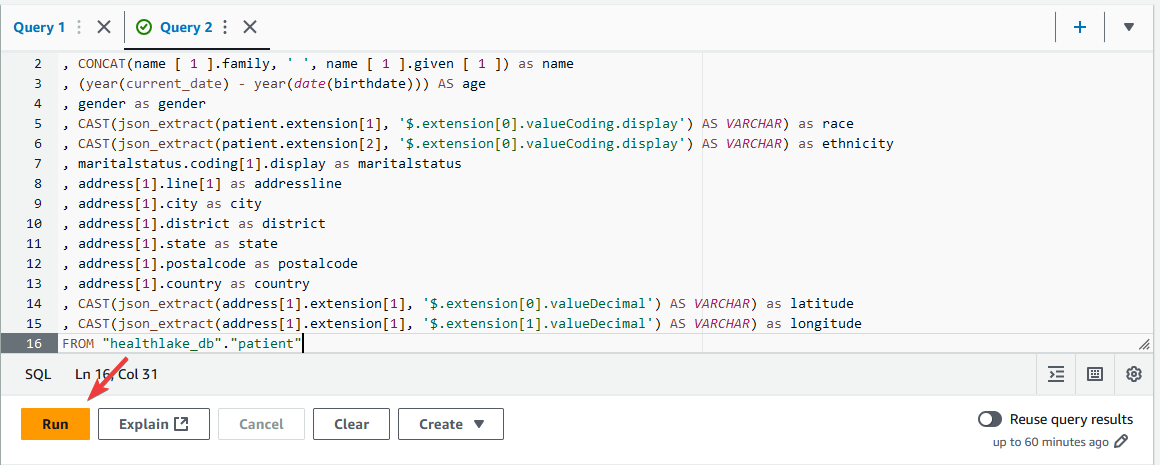 Query 1 Query 2
2 , CONCAT(name [ 1 ].family, ' ', name [ 1 ].given [ 1 ]) as name
3 , (year(current_date) - year(date(birthdate))) AS age
4 , gender as gender
5 , CAST(json_extract(patient.extension[1], '$.extension[0].valueCoding.display') AS VARCHAR) as race
6 , CAST(json_extract(patient.extension[2], '$.extension[0].valueCoding.display') AS VARCHAR) as ethnicity
7 , maritalstatus.coding[1].display as maritalstatus
8 , address[1].line[1] as addressline
9 , address[1].city as city
10 , address[1].district as district
11 , address[1].state as state
12 , address[1].postalcode as postalcode
13 , address[1].country as country
14 , CAST(json_extract(address[1].extension[1], '$.extension[0].valueDecimal') AS VARCHAR) as latitude
15 , CAST(json_extract(address[1].extension[1], '$.extension[1].valueDecimal') AS VARCHAR) as longitude
16 FROM "healthlake_db"."patient"
SQL Ln 16, Col 31
Run Explain Cancel Clear Create Reuse query results
up to 60 minutes ago